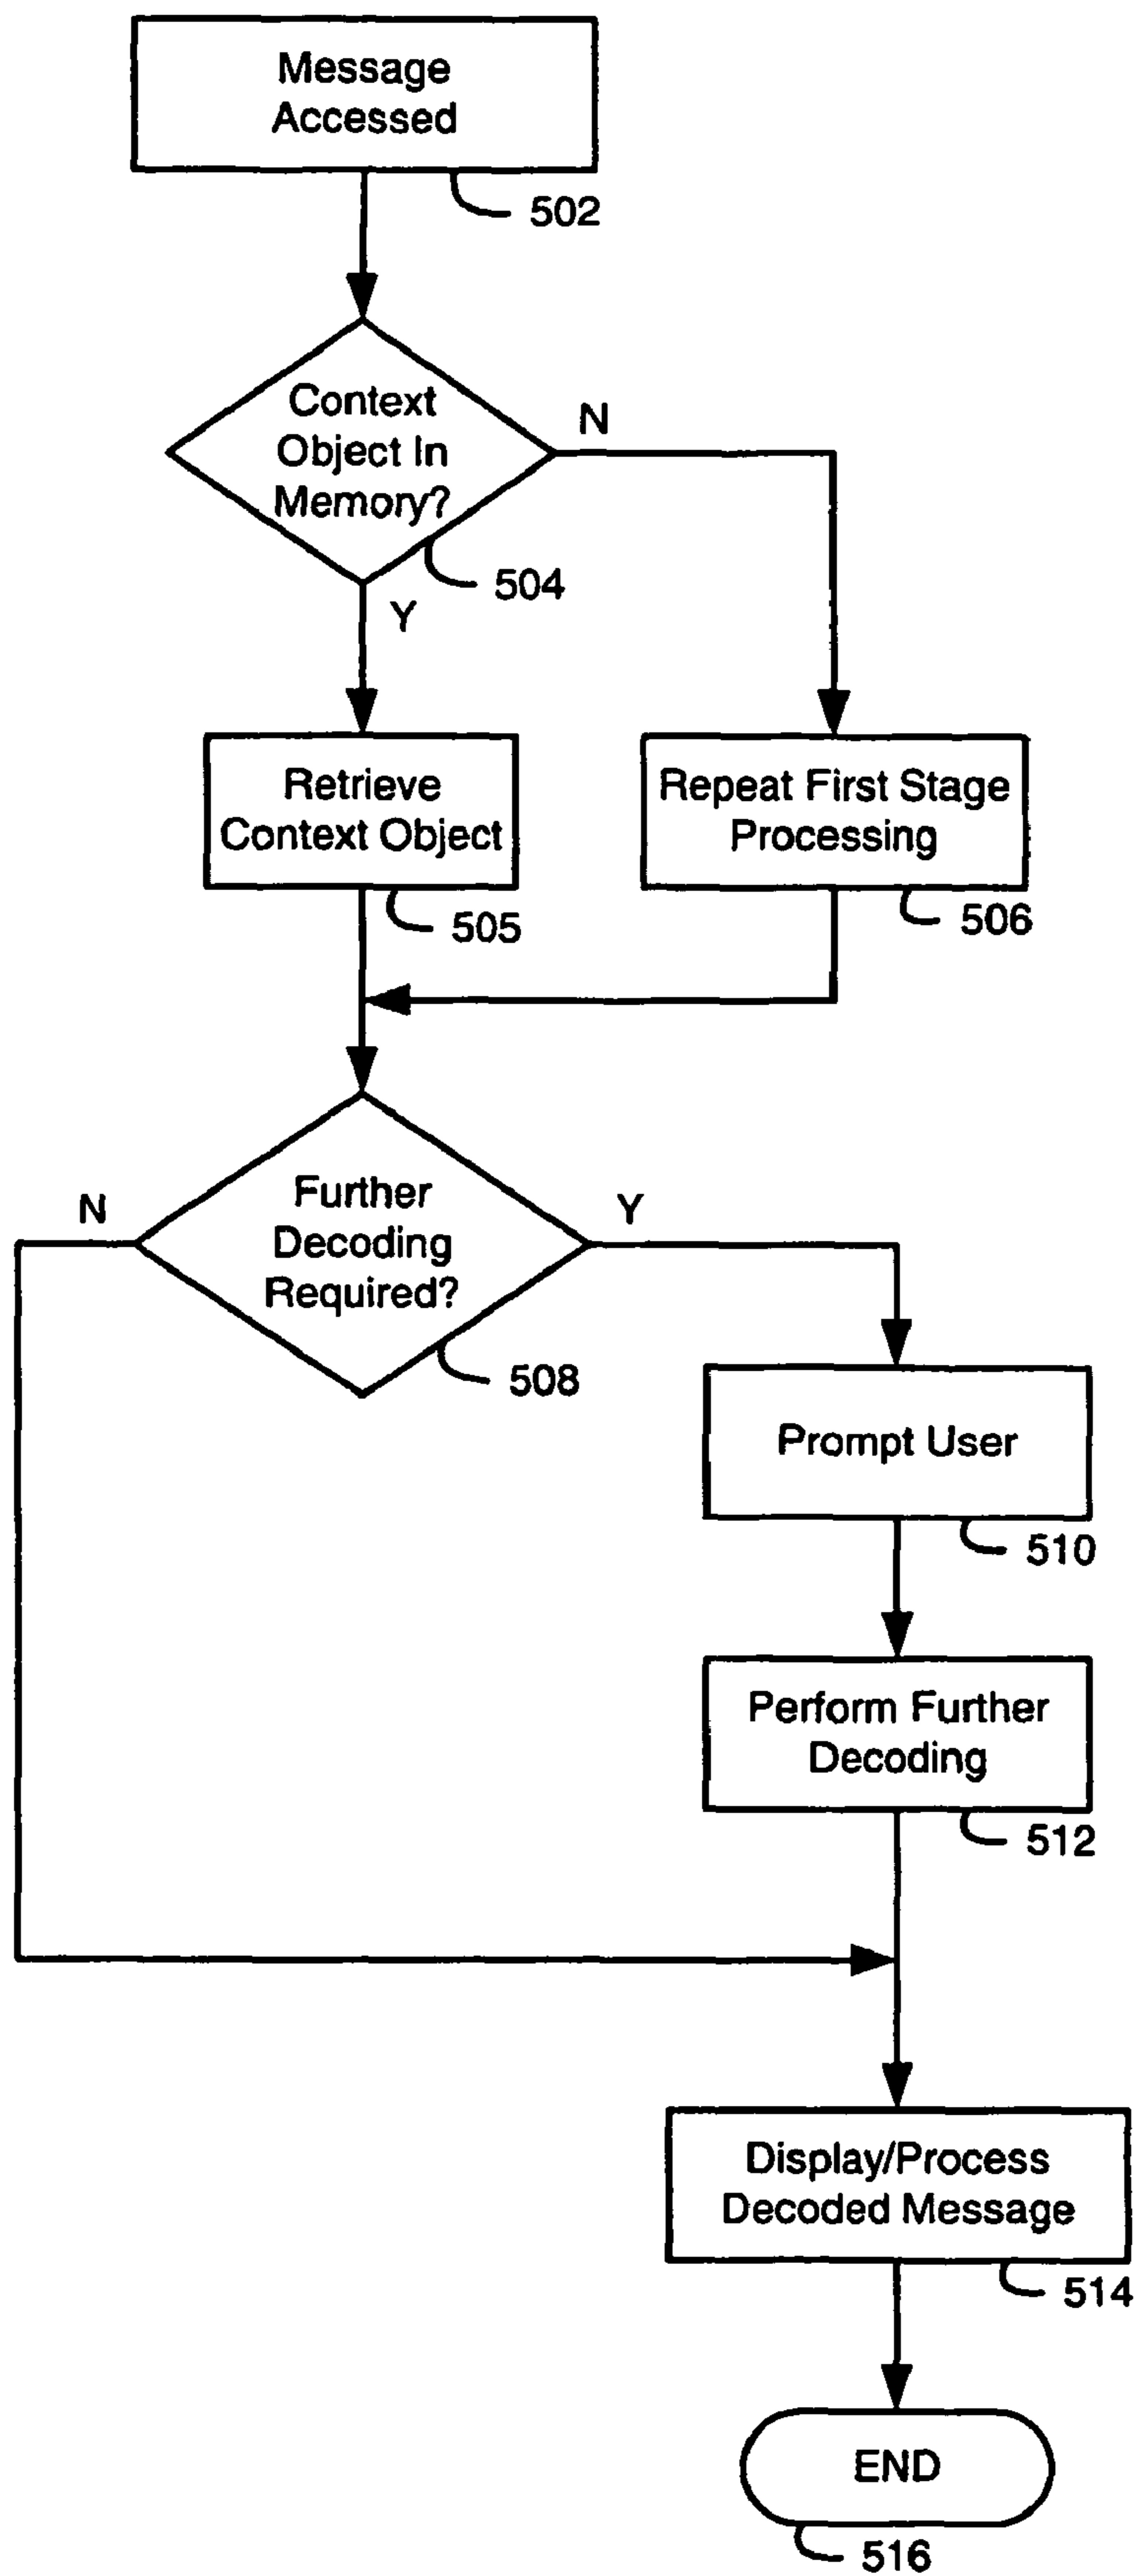 Message
Accessed
502
Context
Object In
Memory?
N
504
Y
Retrieve
Context Object
505
Repeat First Stage
Processing
506
Further
Decoding
Required?
N
Y
508
Prompt User
510
Perform Further
Decoding
512
Display/Process
Decoded Message
514
END
516